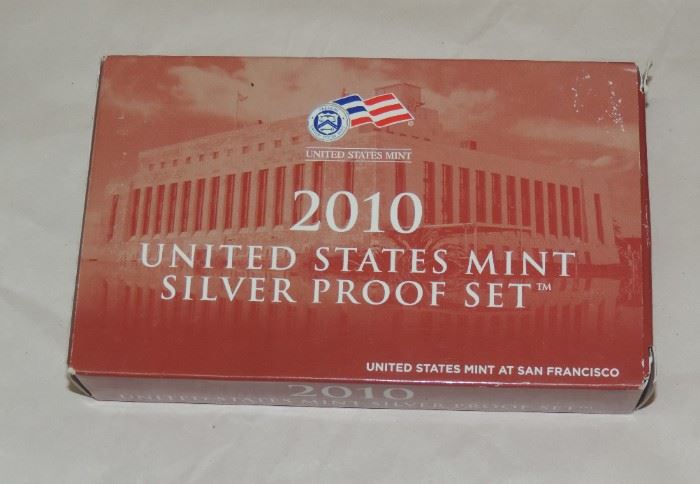 UNITED STATES MINT
2010
UNITED STATES MINT
SILVER PROOF SET™
UNITED STATES MINT AT SAN FRANCISCO
2010
UNITED STATES MINT SILVER PROOF SET™